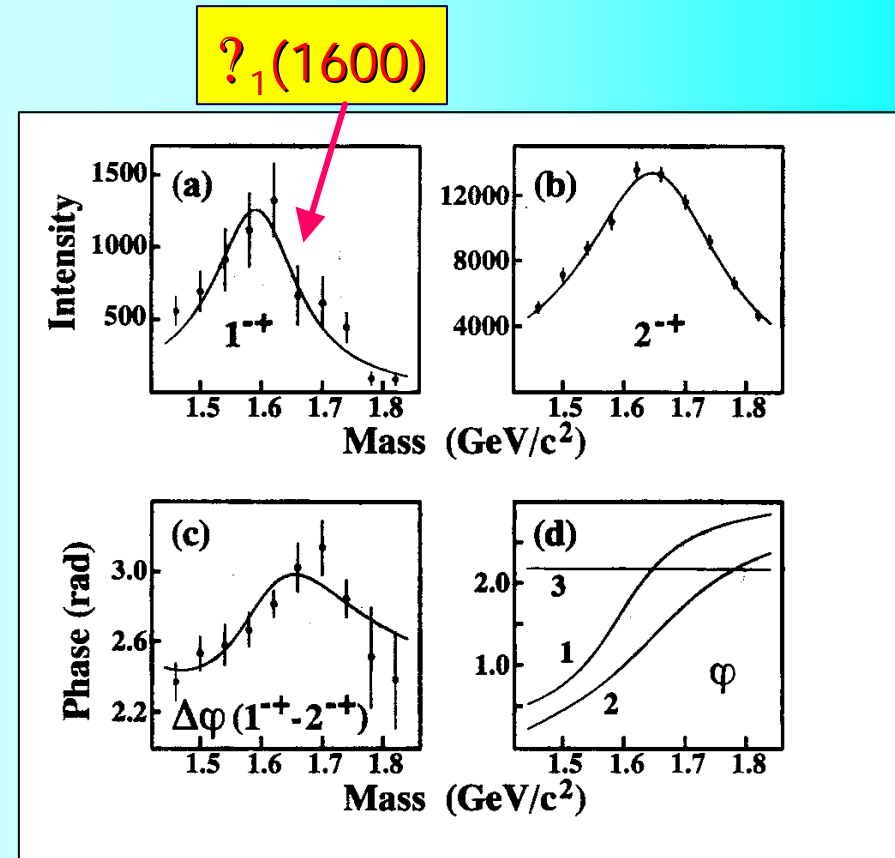 ?₁(1600)
(a)
(b)
Intensity
1500
1000
500
1⁻⁺
12000
8000
4000
2⁻⁺
1.5 1.6 1.7 1.8
1.5 1.6 1.7 1.8
Mass (GeV/c²)
(c)
(d)
Phase (rad)
3.0
2.6
2.2
Δφ(1⁻⁺-2⁻⁺)
2.0
1.0
3
1
2
φ
1.5 1.6 1.7 1.8
1.5 1.6 1.7 1.8
Mass (GeV/c²)